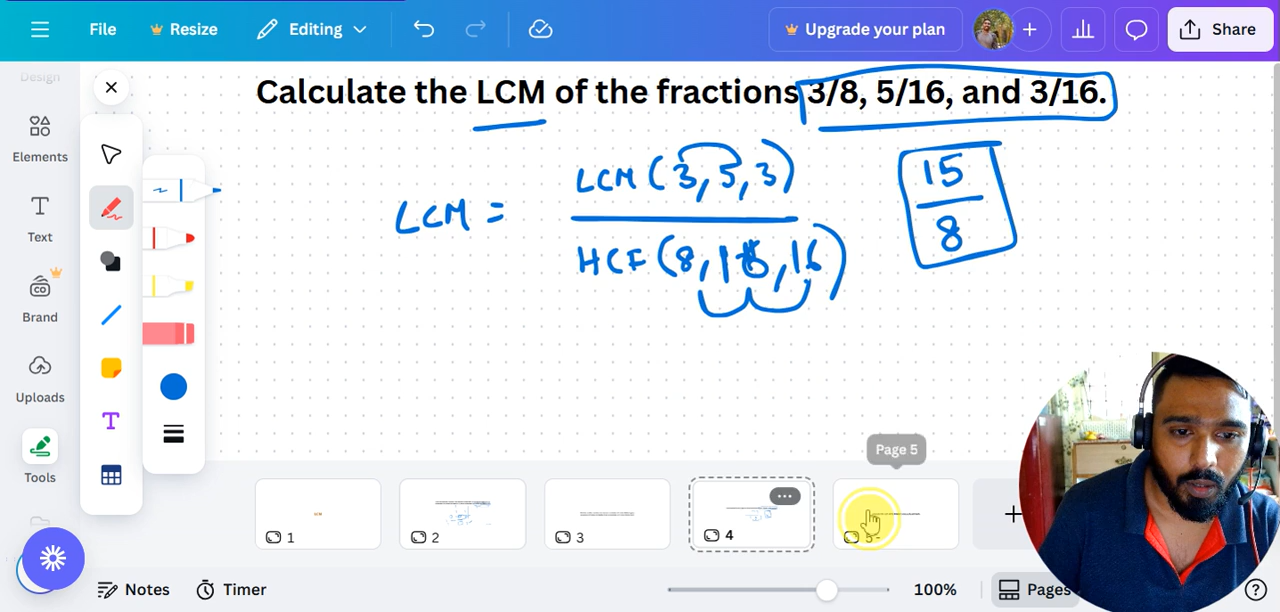 File Resize Editing Upgrade your plan + Share
Design
Elements
Text
Brand
Uploads
Tools
Calculate the LCM of the fractions 3/8, 5/16, and 3/16.
LCM = LCM (3, 5, 3)
HCF (8, 16, 16)
15
8
T
Page 5
1
2
3
4
5
+
Notes Timer 100% Pages ?